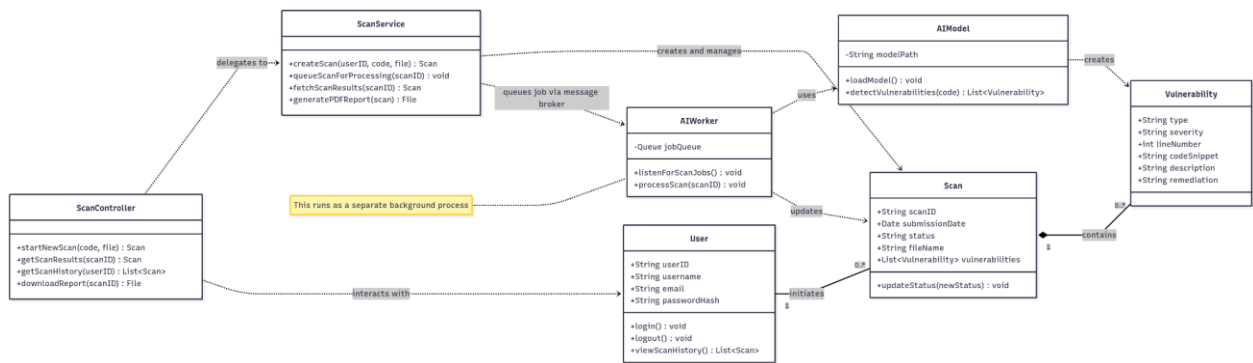 ScanService
+createScan(userID, code, file) : Scan
+queueScanForProcessing(scanID) : void
+fetchScanResults(scanID) : Scan
+generatePDFReport(scan) : File
AIModel
-String modelPath
+loadModel() : void
+detectVulnerabilities(code) : List<Vulnerability>
delegates to
creates and manages
creates
queues job via message
broker
uses
Vulnerability
+String type
+String severity
+int lineNumber
+String codeSnippet
+String description
+String remediation
AIWorker
-Queue jobQueue
+listenForScanJobs() : void
+processScan(scanID) : void
This runs as a separate background process
updates
ScanController
+startNewScan(code, file) : Scan
+getScanResults(scanID) : Scan
+getScanHistory(userID) : List<Scan>
+downloadReport(scanID) : File
Scan
+String scanID
+Date submissionDate
+String status
+String fileName
+List<Vulnerability> vulnerabilities
+updateStatus(newStatus) : void
0..*
contains
1
User
+String userID
+String username
+String email
+String passwordHash
+login() : void
+logout() : void
+viewScanHistory() : List<Scan>
interacts with
0..*
initiates
1